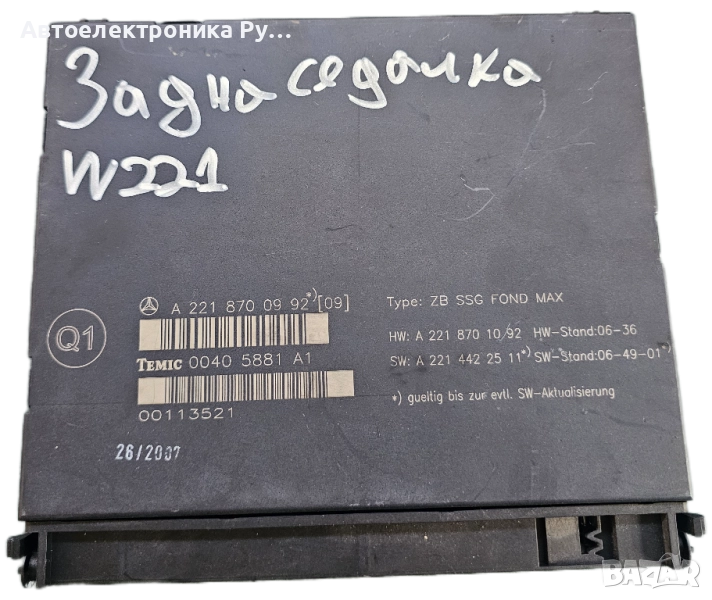 Автоелектроника Ру...
Задна седалка
W221
A 221 870 09 92*)[09]
Type: ZB SSG FOND MAX
Q1
HW: A 221 870 10/92 HW-Stand:06-36
TEMIC 0040 5881 A1
SW: A 221 442 25 11*) SW-Stand:06-49-01*)
*) gueltig bis zur evtl. SW-Aktualisierung
00113521
26/2007
BAZAR